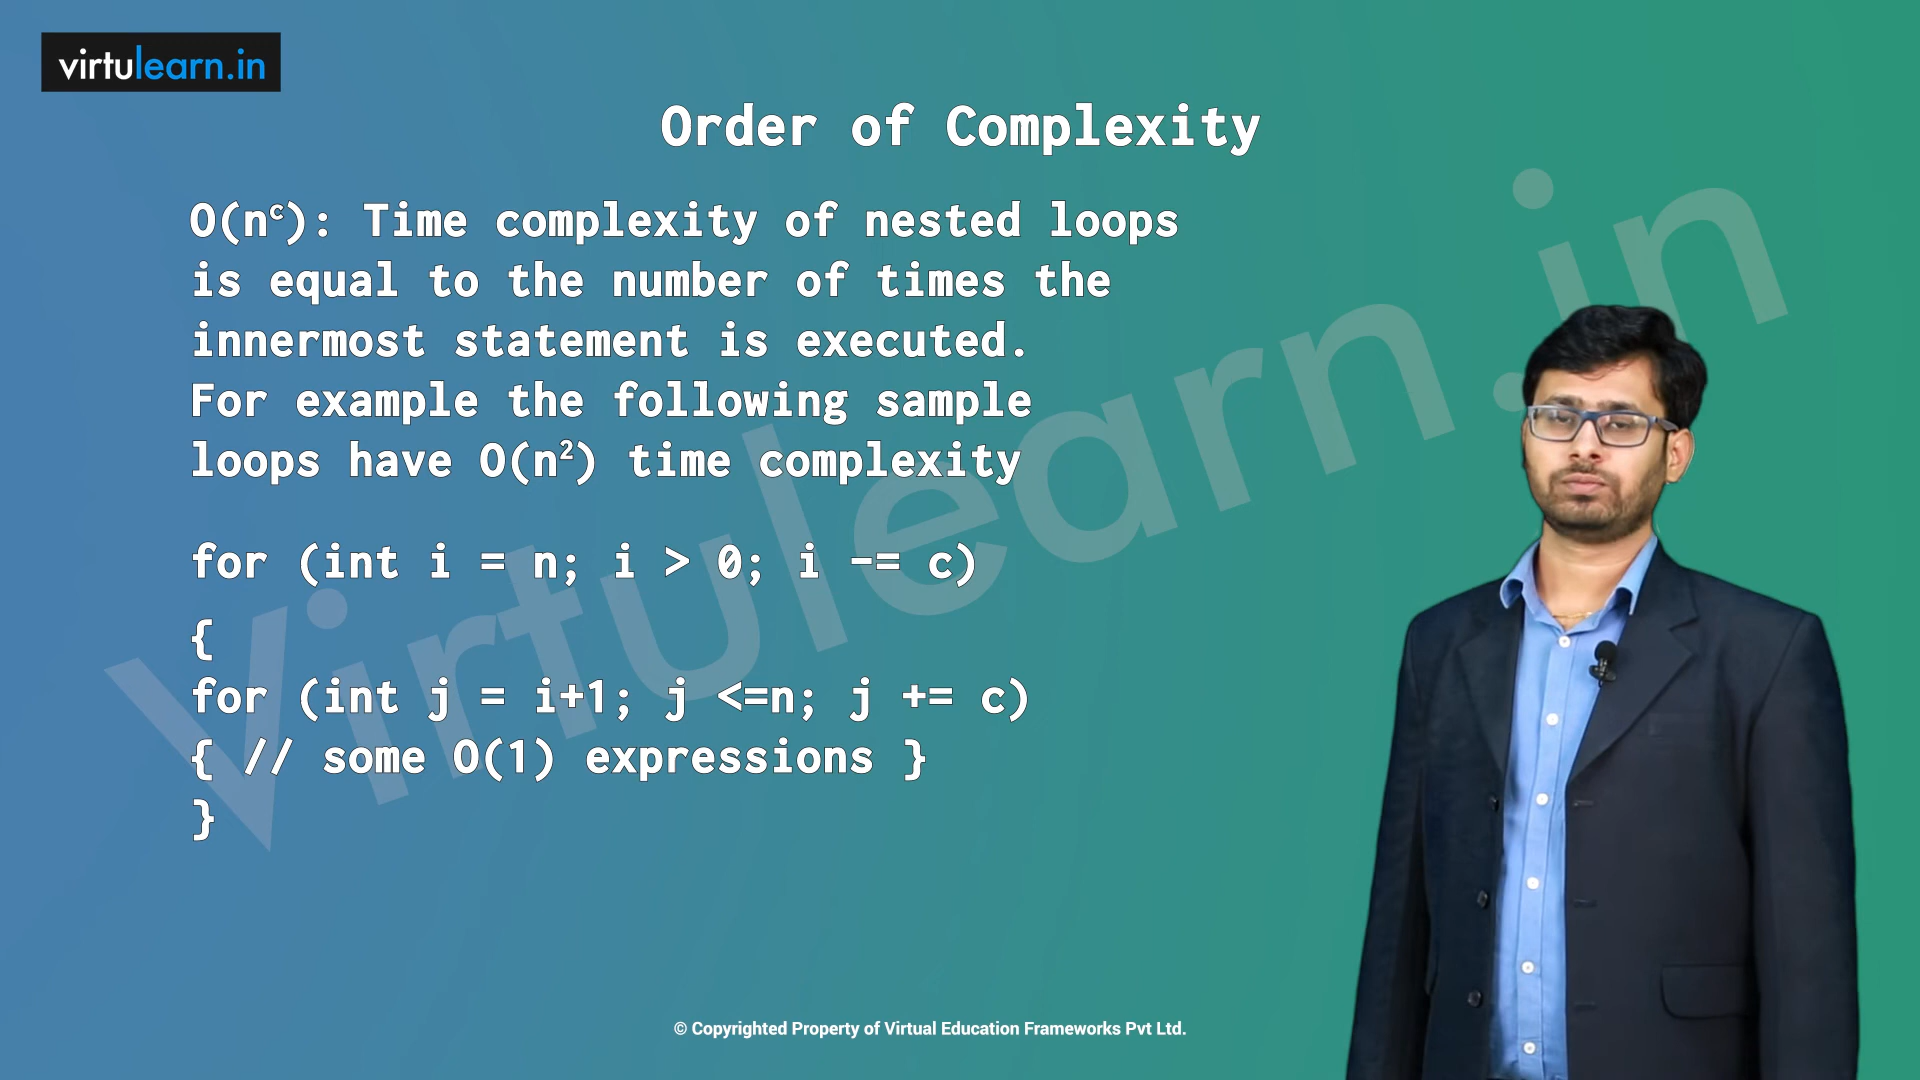 virtulearn.in
Order of Complexity
O(nᶜ): Time complexity of nested loops
is equal to the number of times the
innermost statement is executed.
For example the following sample
loops have O(n²) time complexity
for (int i = n; i > 0; i -= c)
{
for (int j = i+1; j <=n; j += c)
{ // some O(1) expressions }
}
Virtulearn.in
© Copyrighted Property of Virtual Education Frameworks Pvt Ltd.